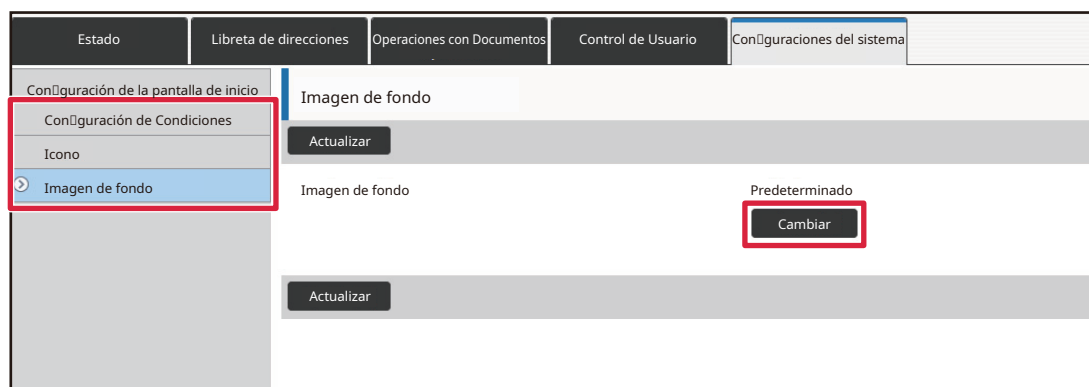 Estado
Libreta de direcciones
Operaciones con Documentos
Control de Usuario
Con▯guraciones del sistema
Con▯guración de la pantalla de inicio
Con▯guración de Condiciones
Icono
Imagen de fondo
Imagen de fondo
Actualizar
Imagen de fondo
Predeterminado
Cambiar
Actualizar